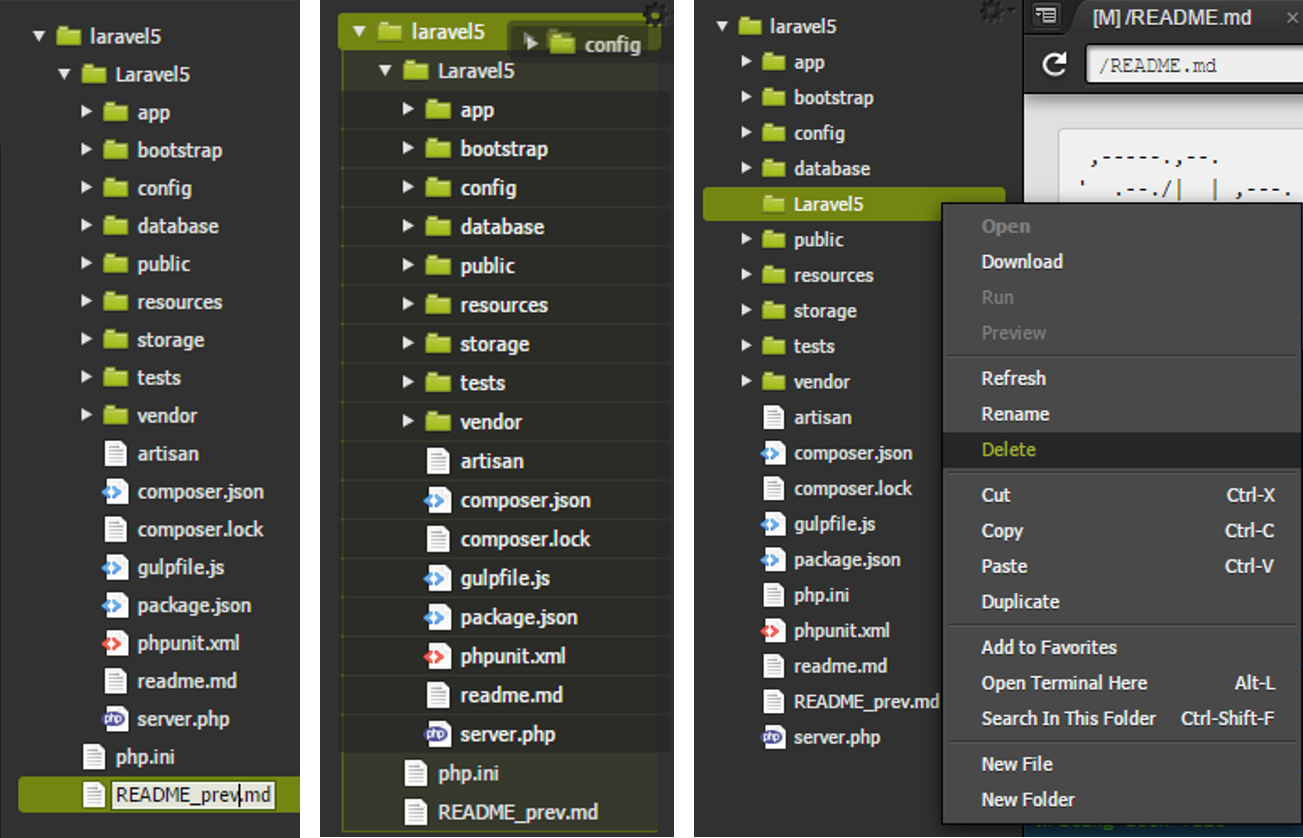 laravel5
Laravel5
app
bootstrap
config
database
public
resources
storage
tests
vendor
artisan
composer.json
composer.lock
gulpfile.js
package.json
phpunit.xml
readme.md
server.php
php.ini
README_prev.md
laravel5
config
Laravel5
app
bootstrap
config
database
public
resources
storage
tests
vendor
artisan
composer.json
composer.lock
gulpfile.js
package.json
phpunit.xml
readme.md
server.php
php.ini
README_prev.md
laravel5
app
bootstrap
config
database
Laravel5
public
resources
storage
tests
vendor
artisan
composer.json
composer.lock
gulpfile.js
package.json
php.ini
phpunit.xml
readme.md
README_prev.md
server.php
[M] /README.md
/README.md
,-----.,--.
' .--./| | ,---.
Open
Download
Run
Preview
Refresh
Rename
Delete
Cut Ctrl-X
Copy Ctrl-C
Paste Ctrl-V
Duplicate
Add to Favorites
Open Terminal Here Alt-L
Search In This Folder Ctrl-Shift-F
New File
New Folder